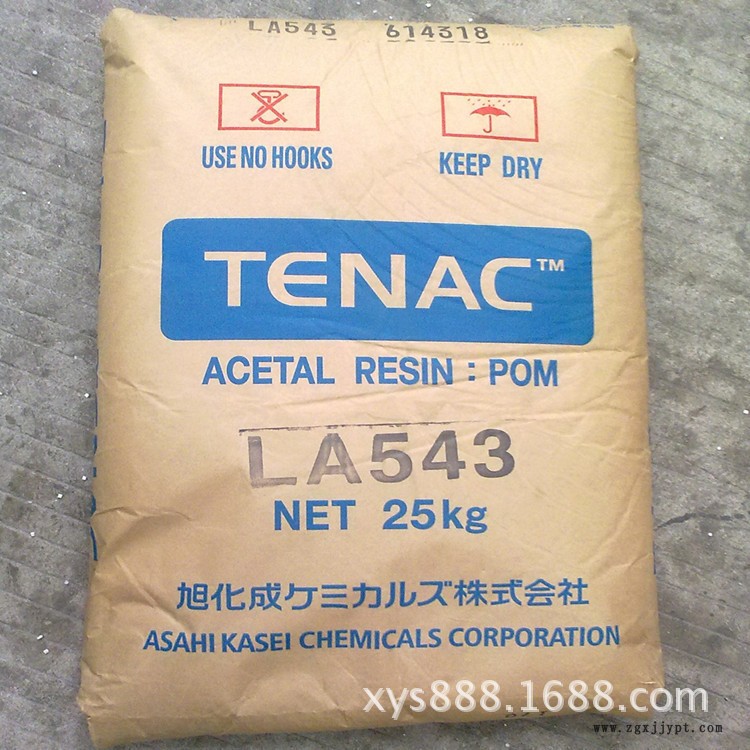 LA543 614318
USE NO HOOKS
KEEP DRY
TENAC™
ACETAL RESIN : POM
LA543
NET 25kg
旭化成ケミカルズ株式会社
ASAHI KASEI CHEMICALS CORPORATION
xys888.1688.com
www.zgxjjypt.com